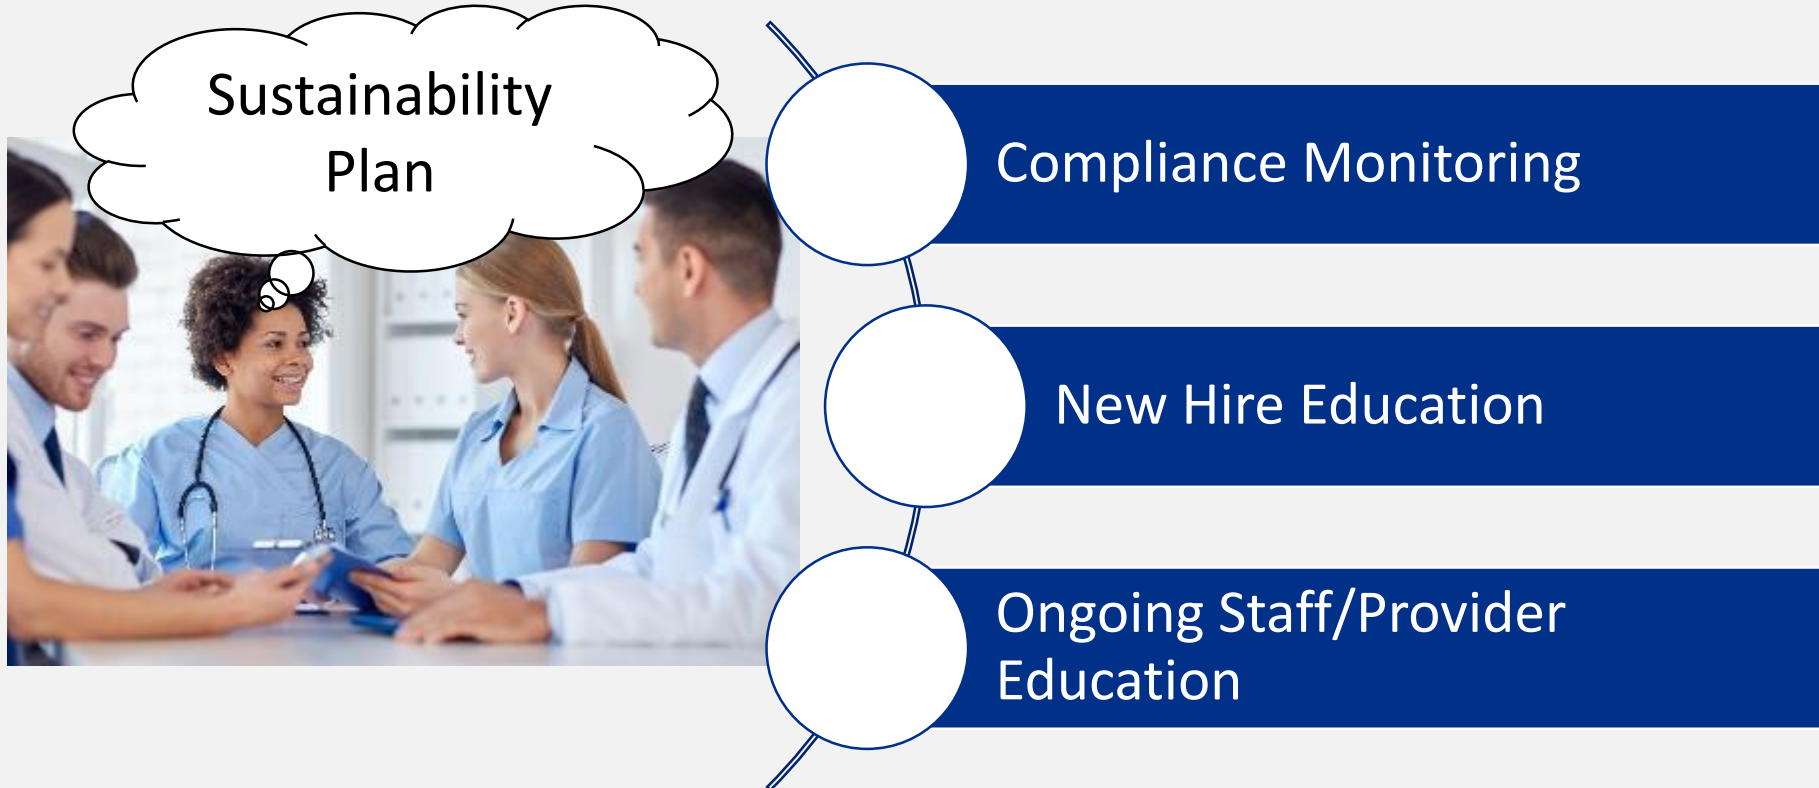 Sustainability
Plan
Compliance Monitoring
New Hire Education
Ongoing Staff/Provider
Education